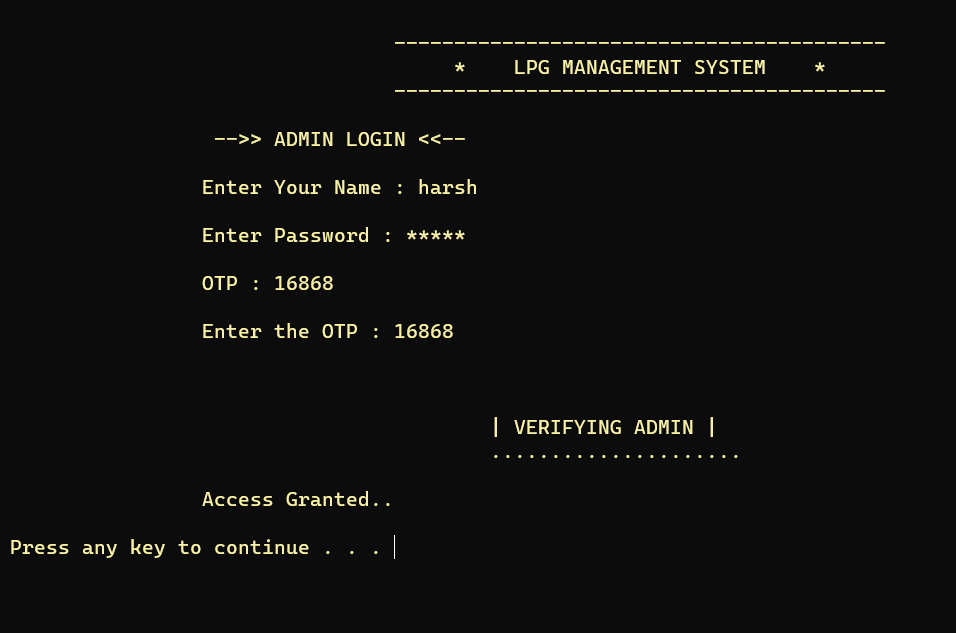 -----------------------------------------
* LPG MANAGEMENT SYSTEM *
-----------------------------------------
-->> ADMIN LOGIN <<--
Enter Your Name : harsh
Enter Password : *****
OTP : 16868
Enter the OTP : 16868
| VERIFYING ADMIN |
.....................
Access Granted..
Press any key to continue . . .